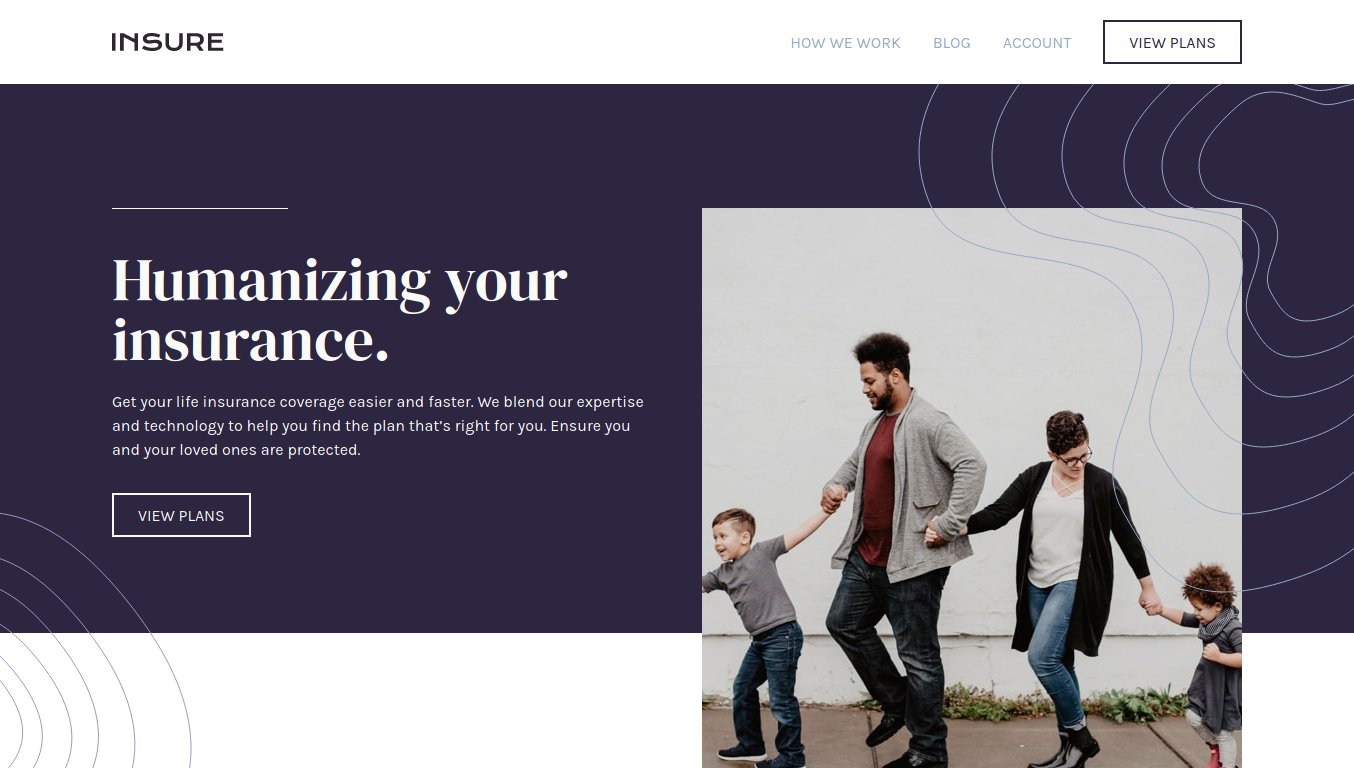 INSURE
HOW WE WORK
BLOG
ACCOUNT
VIEW PLANS
Humanizing your
insurance.
Get your life insurance coverage easier and faster. We blend our expertise
and technology to help you find the plan that's right for you. Ensure you
and your loved ones are protected.
VIEW PLANS